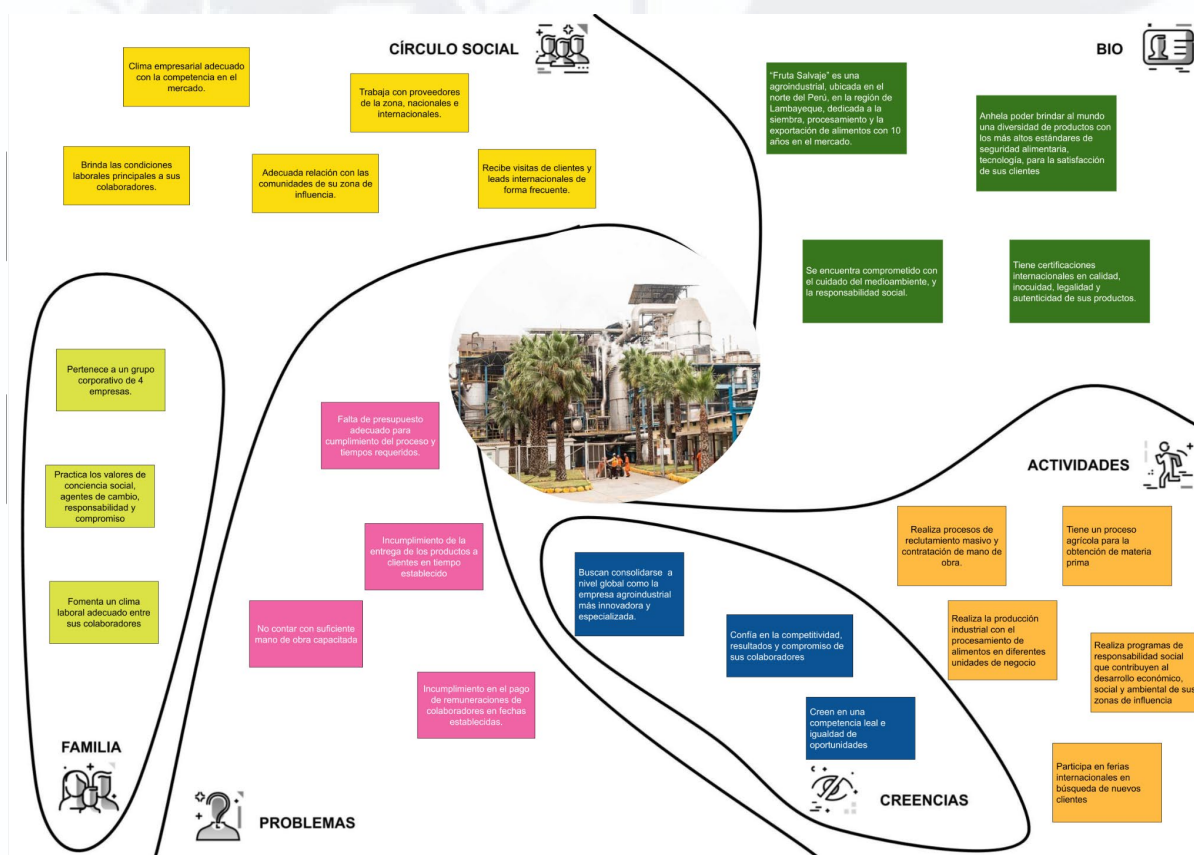 CÍRCULO SOCIAL
Clima empresarial adecuado
con la competencia en el
mercado.
Trabaja con proveedores
de la zona, nacionales e
internacionales.
Brinda las condiciones
laborales principales a sus
colaboradores.
Adecuada relación con las
comunidades de su zona de
influencia.
Recibe visitas de clientes y
leads internacionales de
forma frecuente.
BIO
"Fruta Salvaje" es una
agroindustrial, ubicada en el
norte del Perú, en la región de
Lambayeque, dedicada a la
siembra, procesamiento y la
exportación de alimentos con 10
años en el mercado.
Anhela poder brindar al mundo
una diversidad de productos con
los más altos estándares de
seguridad alimentaria,
tecnología, para la satisfacción
de sus clientes
Se encuentra comprometido con
el cuidado del medioambiente, y
la responsabilidad social.
Tiene certificaciones
internacionales en calidad,
inocuidad, legalidad y
autenticidad de sus productos.
Pertenece a un grupo
corporativo de 4
empresas.
Practica los valores de
conciencia social,
agentes de cambio,
responsabilidad y
compromiso
Fomenta un clima
laboral adecuado entre
sus colaboradores
FAMILIA
Falta de presupuesto
adecuado para
cumplimiento del proceso y
tiempos requeridos.
Incumplimiento de la
entrega de los productos a
clientes en tiempo
establecido
No contar con suficiente
mano de obra capacitada
Incumplimiento en el pago
de remuneraciones de
colaboradores en fechas
establecidas.
PROBLEMAS
Buscan consolidarse a
nivel global como la
empresa agroindustrial
más innovadora y
especializada.
Confía en la competitividad,
resultados y compromiso de
sus colaboradores
Creen en una
competencia leal e
igualdad de
oportunidades
CREENCIAS
ACTIVIDADES
Realiza procesos de
reclutamiento masivo y
contratación de mano de
obra.
Tiene un proceso
agrícola para la
obtención de materia
prima
Realiza la producción
industrial con el
procesamiento de
alimentos en diferentes
unidades de negocio
Realiza programas de
responsabilidad social
que contribuyen al
desarrollo económico,
social y ambiental de sus
zonas de influencia
Participa en ferias
internacionales en
búsqueda de nuevos
clientes